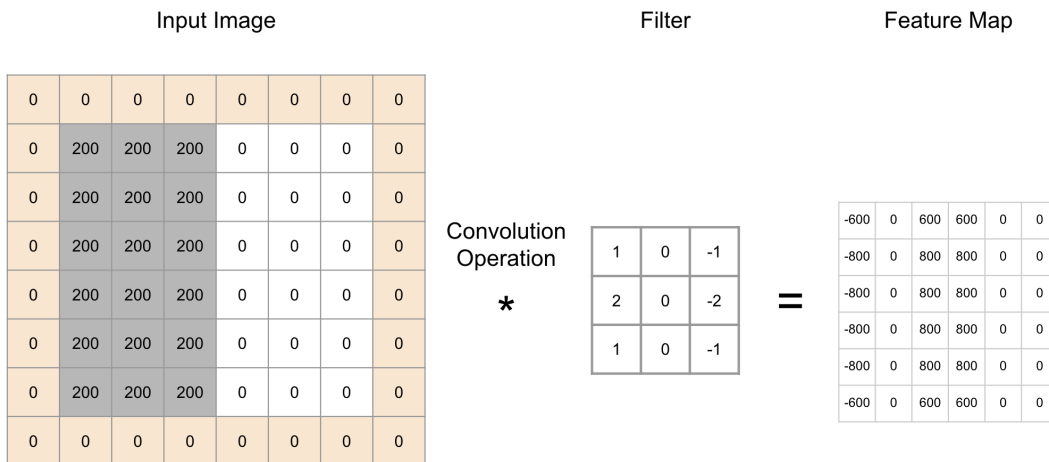 Input Image
Filter
Feature Map
0 0 0 0 0 0 0 0
0 200 200 200 0 0 0 0
0 200 200 200 0 0 0 0
0 200 200 200 0 0 0 0
0 200 200 200 0 0 0 0
0 200 200 200 0 0 0 0
0 200 200 200 0 0 0 0
0 0 0 0 0 0 0 0
Convolution
Operation
*
1 0 -1
2 0 -2
1 0 -1
=
-600 0 600 600 0 0
-800 0 800 800 0 0
-800 0 800 800 0 0
-800 0 800 800 0 0
-800 0 800 800 0 0
-600 0 600 600 0 0